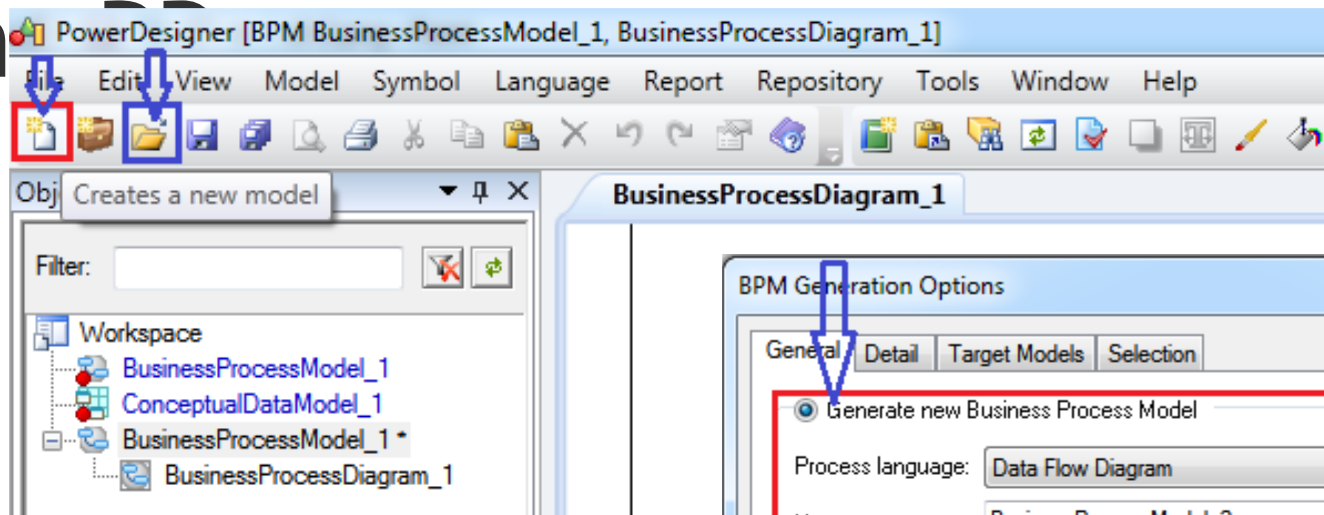 PowerDesigner [BPM BusinessProcessModel_1, BusinessProcessDiagram_1]
File Edit View Model Symbol Language Report Repository Tools Window Help
Creates a new model
BusinessProcessDiagram_1
Filter:
BPM Generation Options
Workspace
General Detail Target Models Selection
BusinessProcessModel_1
ConceptualDataModel_1
Generate new Business Process Model
BusinessProcessModel_1 *
Process language: Data Flow Diagram
BusinessProcessDiagram_1